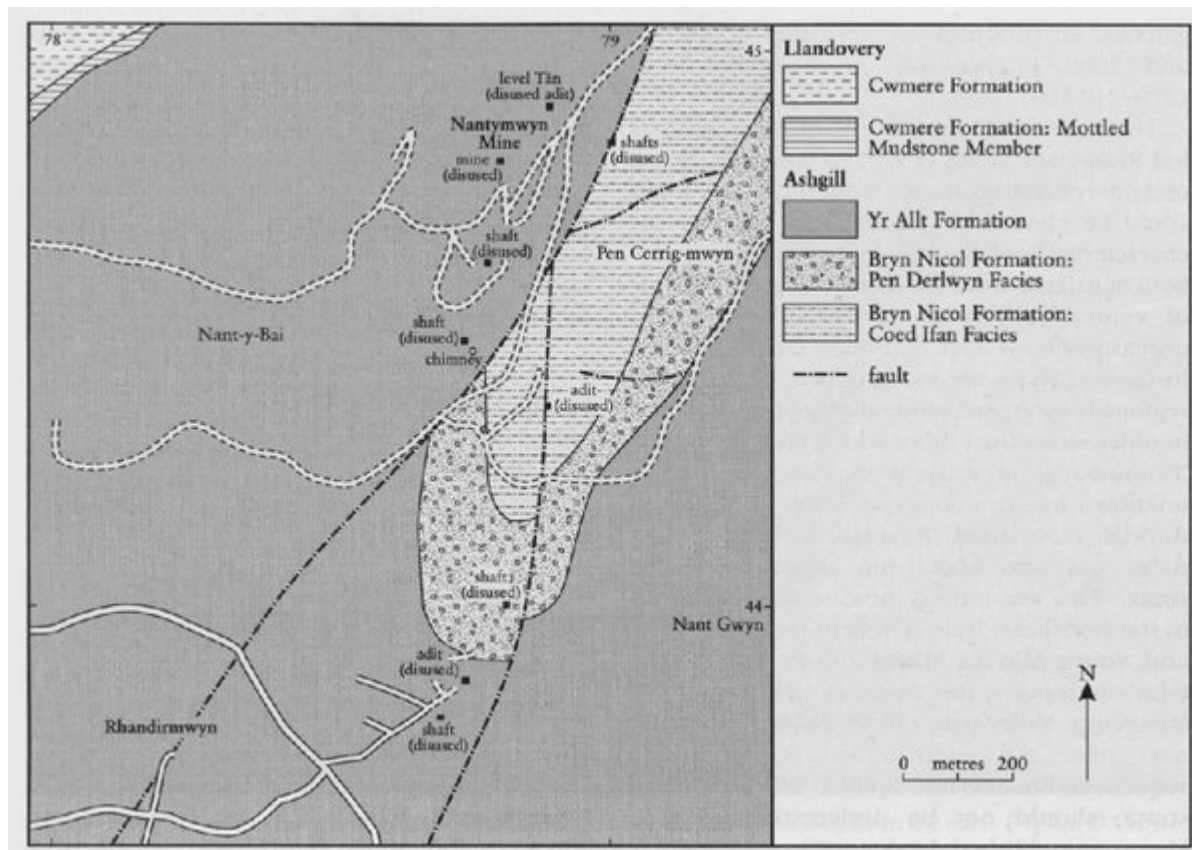 78
79
45
level Tân
(disused adit)
Nantymwyn
Mine
mine
(disused)
shafts
(disused)
shaft
(disused)
Pen Cerrig-mwyn
Nant-y-Bai
shaft
(disused)
chimney
adit
(disused)
shaft
(disused)
44
Nant Gwyn
adit
(disused)
shaft
(disused)
Rhandirmwyn
Llandovery
Cwmere Formation
Cwmere Formation: Mottled
Mudstone Member
Ashgill
Yr Allt Formation
Bryn Nicol Formation:
Pen Derlwyn Facies
Bryn Nicol Formation:
Coed Ifan Facies
fault
N
0 metres 200